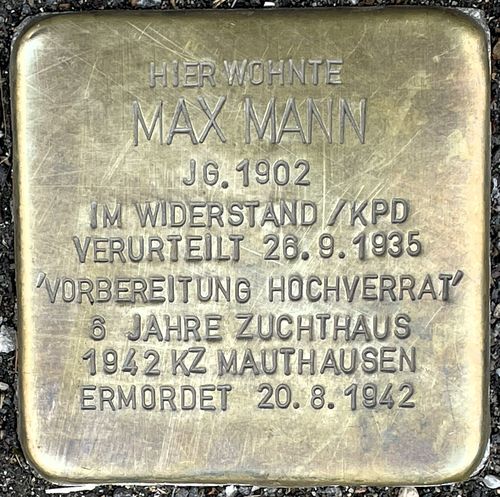 HIER WOHNTE
MAX MANN
JG. 1902
IM WIDERSTAND / KPD
VERURTEILT 26.9.1935
'VORBEREITUNG HOCHVERRAT'
6 JAHRE ZUCHTHAUS
1942 KZ MAUTHAUSEN
ERMORDET 20.8.1942